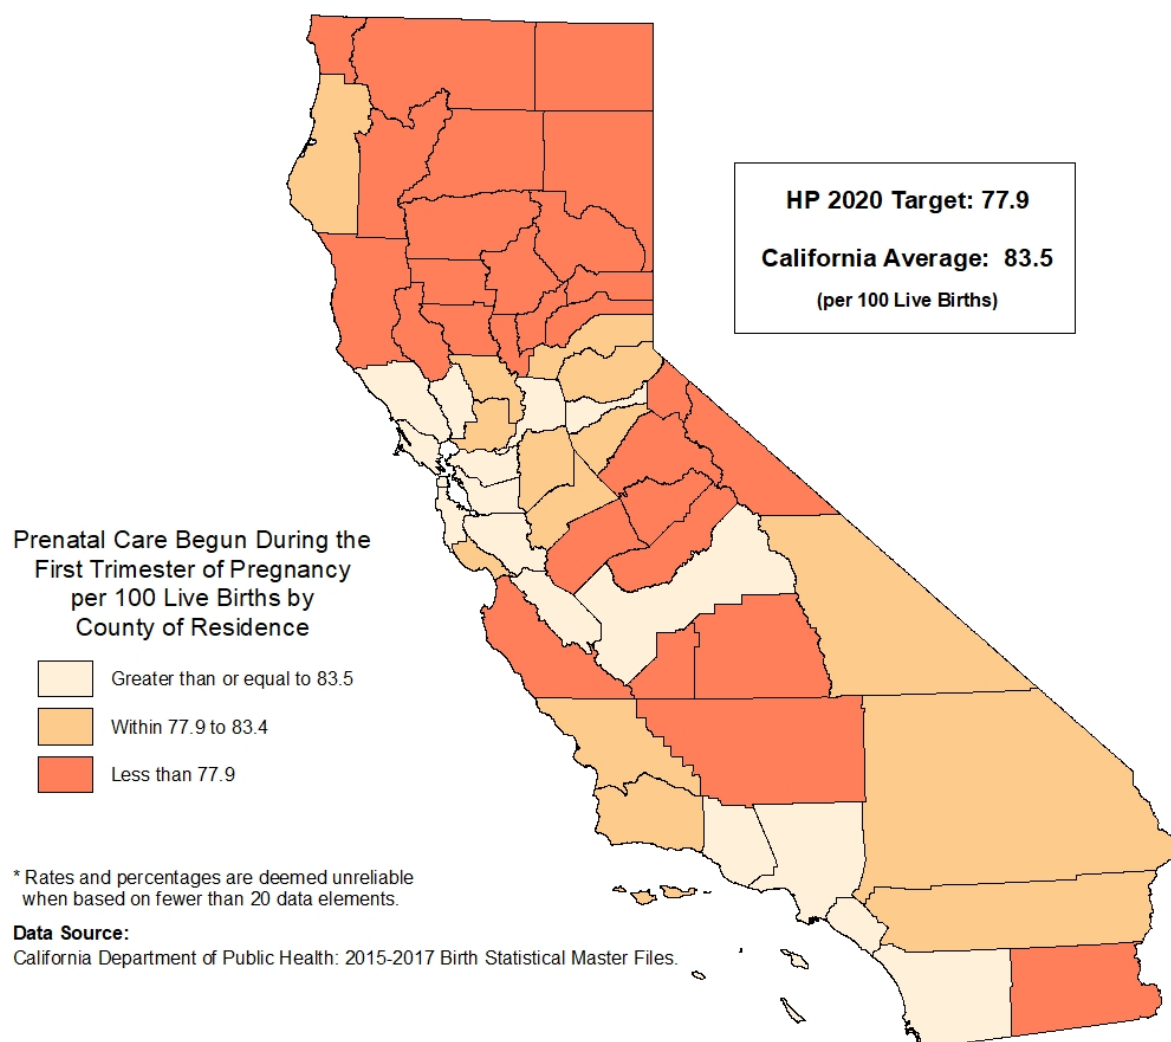 HP 2020 Target: 77.9
California Average: 83.5
(per 100 Live Births)
Prenatal Care Begun During the
First Trimester of Pregnancy
per 100 Live Births by
County of Residence
Greater than or equal to 83.5
Within 77.9 to 83.4
Less than 77.9
* Rates and percentages are deemed unreliable
when based on fewer than 20 data elements.
Data Source:
California Department of Public Health: 2015-2017 Birth Statistical Master Files.